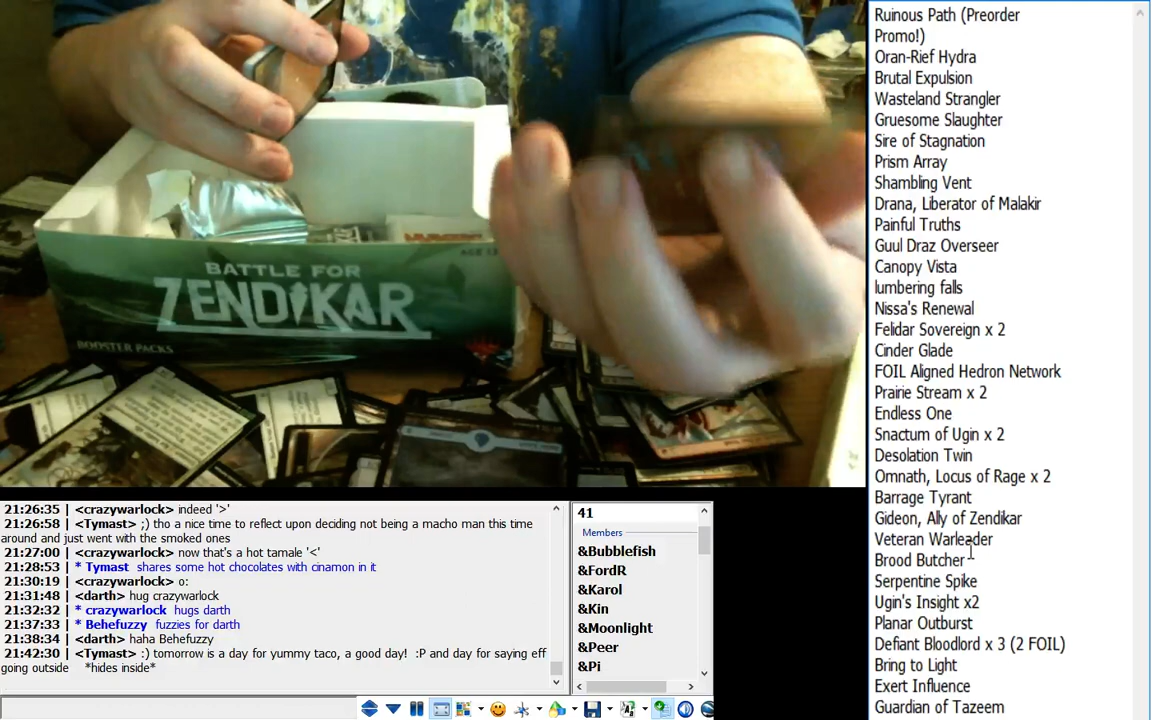 BATTLE FOR
ZENDIKAR
BOOSTER PACKS
Ruinous Path (Preorder
Promo!)
Oran-Rief Hydra
Brutal Expulsion
Wasteland Strangler
Gruesome Slaughter
Sire of Stagnation
Prism Array
Shambling Vent
Drana, Liberator of Malakir
Painful Truths
Guul Draz Overseer
Canopy Vista
lumbering falls
Nissa's Renewal
Felidar Sovereign x 2
Cinder Glade
FOIL Aligned Hedron Network
Prairie Stream x 2
Endless One
Snactum of Ugin x 2
Desolation Twin
Omnath, Locus of Rage x 2
Barrage Tyrant
Gideon, Ally of Zendikar
Veteran Warleader
Brood Butcher
Serpentine Spike
Ugin's Insight x2
Planar Outburst
Defiant Bloodlord x 3 (2 FOIL)
Bring to Light
Exert Influence
Guardian of Tazeem
21:26:35 | <crazywarlock> indeed '>'
21:26:58 | <Tymast> ;) tho a nice time to reflect upon deciding not being a macho man this time
around and just went with the smoked ones
21:27:00 | <crazywarlock> now that's a hot tamale '<'
21:28:53 | * Tymast shares some hot chocolates with cinamon in it
21:30:19 | <crazywarlock> o:
21:31:48 | <darth> hug crazywarlock
21:32:32 | * crazywarlock hugs darth
21:37:33 | * Behefuzzy fuzzies for darth
21:38:34 | <darth> haha Behefuzzy
21:42:30 | <Tymast> :) tomorrow is a day for yummy taco, a good day! :P and day for saying eff
going outside *hides inside*
41
Members
&Bubblefish
&FordR
&Karol
&Kin
&Moonlight
&Peer
&Pi